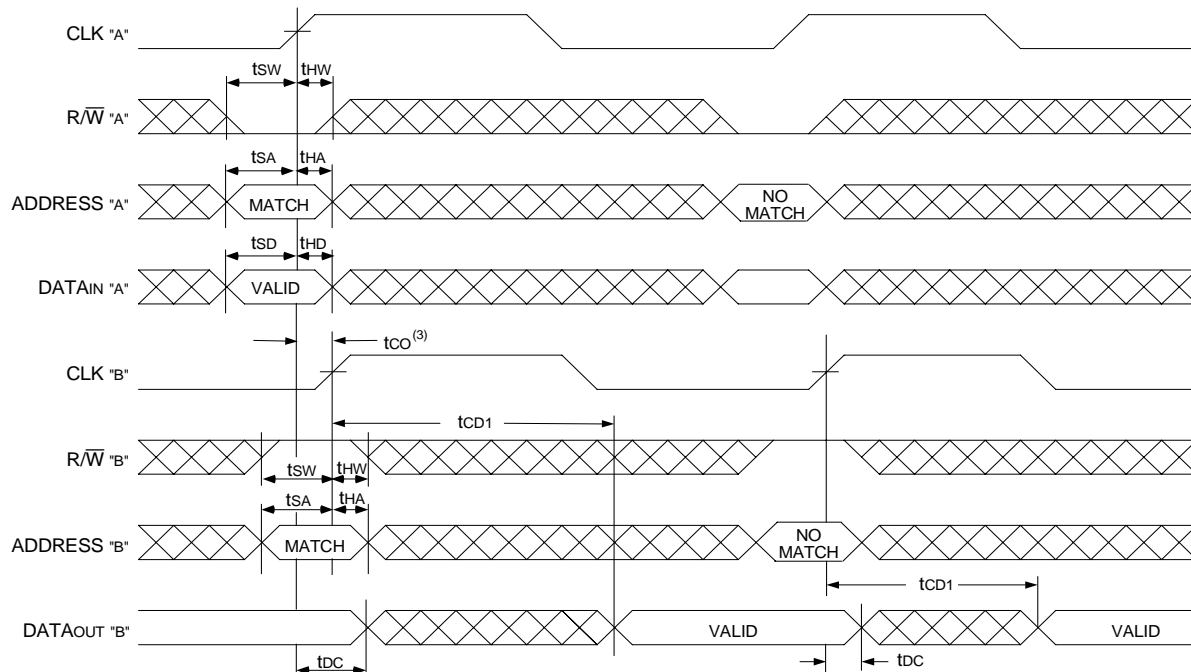 CLK "A"
tSW tHW
R/W̅ "A"
tSA tHA
ADDRESS "A" MATCH NO MATCH
tSD tHD
DATAIN "A" VALID
tCO(3)
CLK "B"
tCD1
R/W̅ "B"
tSW tHW
tSA tHA
ADDRESS "B" MATCH NO MATCH
tCD1
DATAOUT "B" VALID VALID
tDC tDC